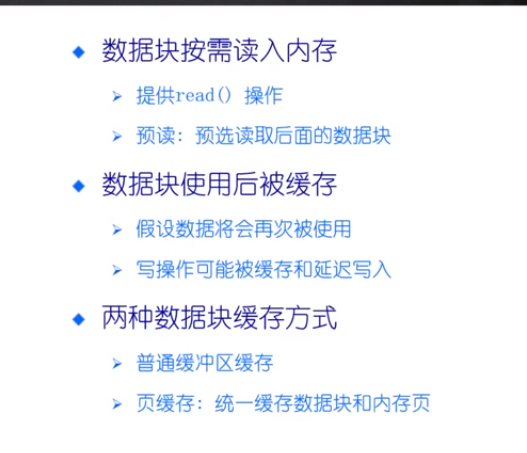 数据块按需读入内存
提供read() 操作
预读: 预选读取后面的数据块
数据块使用后被缓存
假设数据将会再次被使用
写操作可能被缓存和延迟写入
两种数据块缓存方式
普通缓冲区缓存
页缓存: 统一缓存数据块和内存页